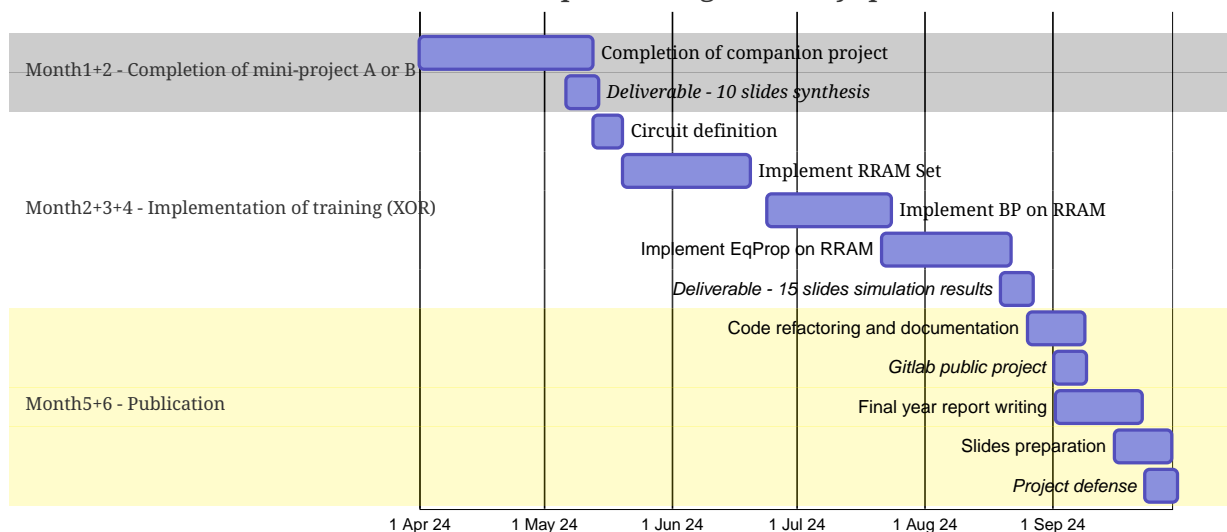 Completion of companion project
Month1+2 - Completion of mini-project A or B
Deliverable - 10 slides synthesis
Circuit definition
Implement RRAM Set
Month2+3+4 - Implementation of training (XOR)
Implement BP on RRAM
Implement EqProp on RRAM
Deliverable - 15 slides simulation results
Code refactoring and documentation
Gitlab public project
Month5+6 - Publication
Final year report writing
Slides preparation
Project defense
1 Apr 24 1 May 24 1 Jun 24 1 Jul 24 1 Aug 24 1 Sep 24